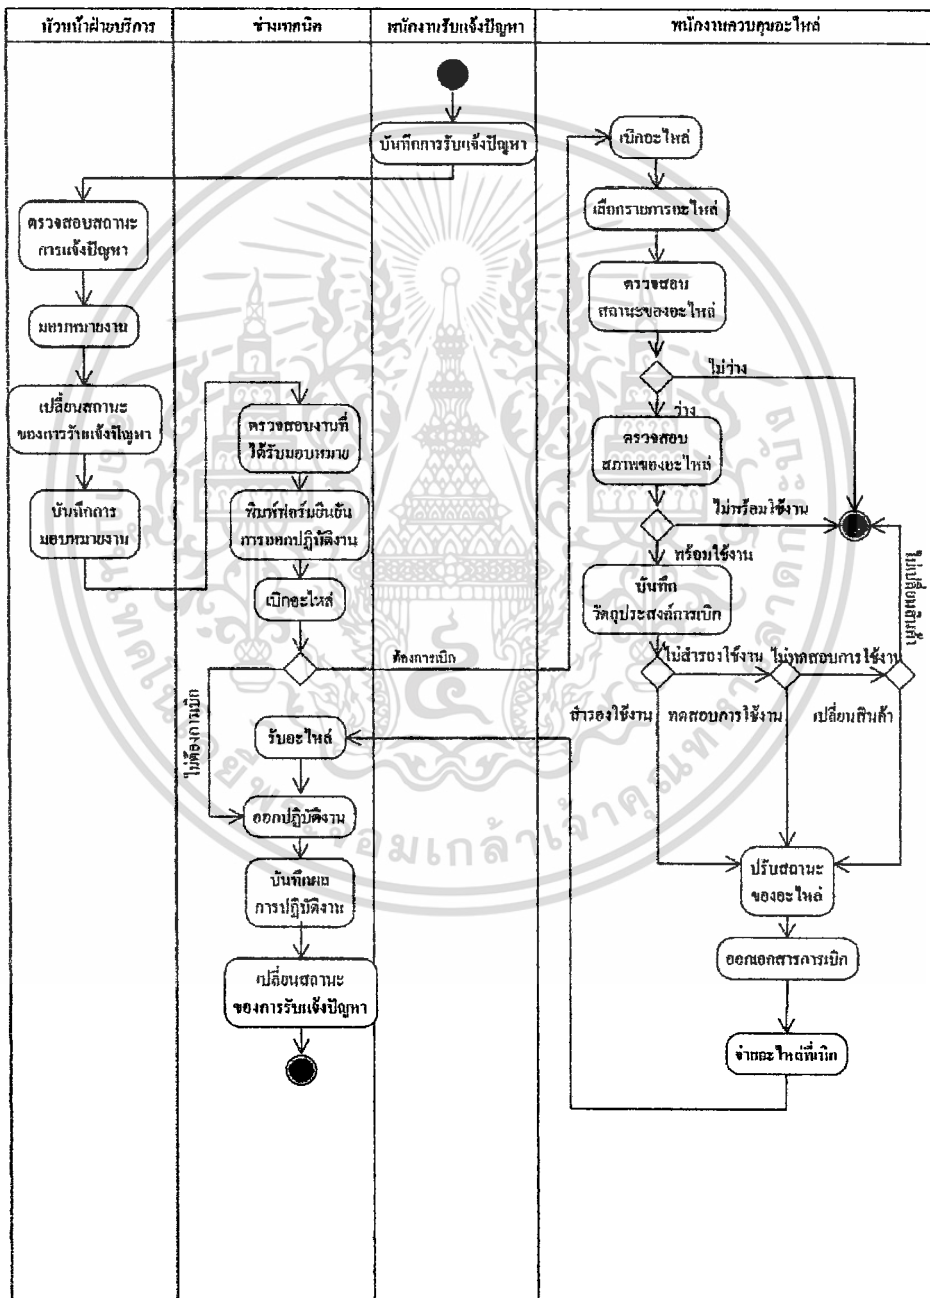 หัวหน้าฝ่ายบริการ
ช่างเทคนิค
พนักงานรับแจ้งปัญหา
พนักงานควบคุมอะไหล่
บันทึกการรับแจ้งปัญหา
ตรวจสอบสถานะ
การแจ้งปัญหา
มอบหมายงาน
เปลี่ยนสถานะ
ของการรับแจ้งปัญหา
บันทึกการ
มอบหมายงาน
ตรวจสอบงานที่
ได้รับมอบหมาย
พิมพ์ฟอร์มยืนยัน
การออกปฏิบัติงาน
เบิกอะไหล่
ต้องการเบิก
ไม่ต้องการเบิก
เบิกอะไหล่
เลือกรายการอะไหล่
ตรวจสอบ
สถานะของอะไหล่
ไม่ว่าง
ว่าง
ตรวจสอบ
สภาพของอะไหล่
ไม่พร้อมใช้งาน
พร้อมใช้งาน
บันทึก
วัตถุประสงค์การเบิก
ไม่สำรองใช้งาน
ไม่ทดสอบการใช้งาน
ไม่เปลี่ยนสินค้า
สำรองใช้งาน
ทดสอบการใช้งาน
เปลี่ยนสินค้า
ปรับสถานะ
ของอะไหล่
ออกเอกสารการเบิก
จ่ายอะไหล่ที่เบิก
รับอะไหล่
ออกปฏิบัติงาน
บันทึกผล
การปฏิบัติงาน
เปลี่ยนสถานะ
ของการรับแจ้งปัญหา